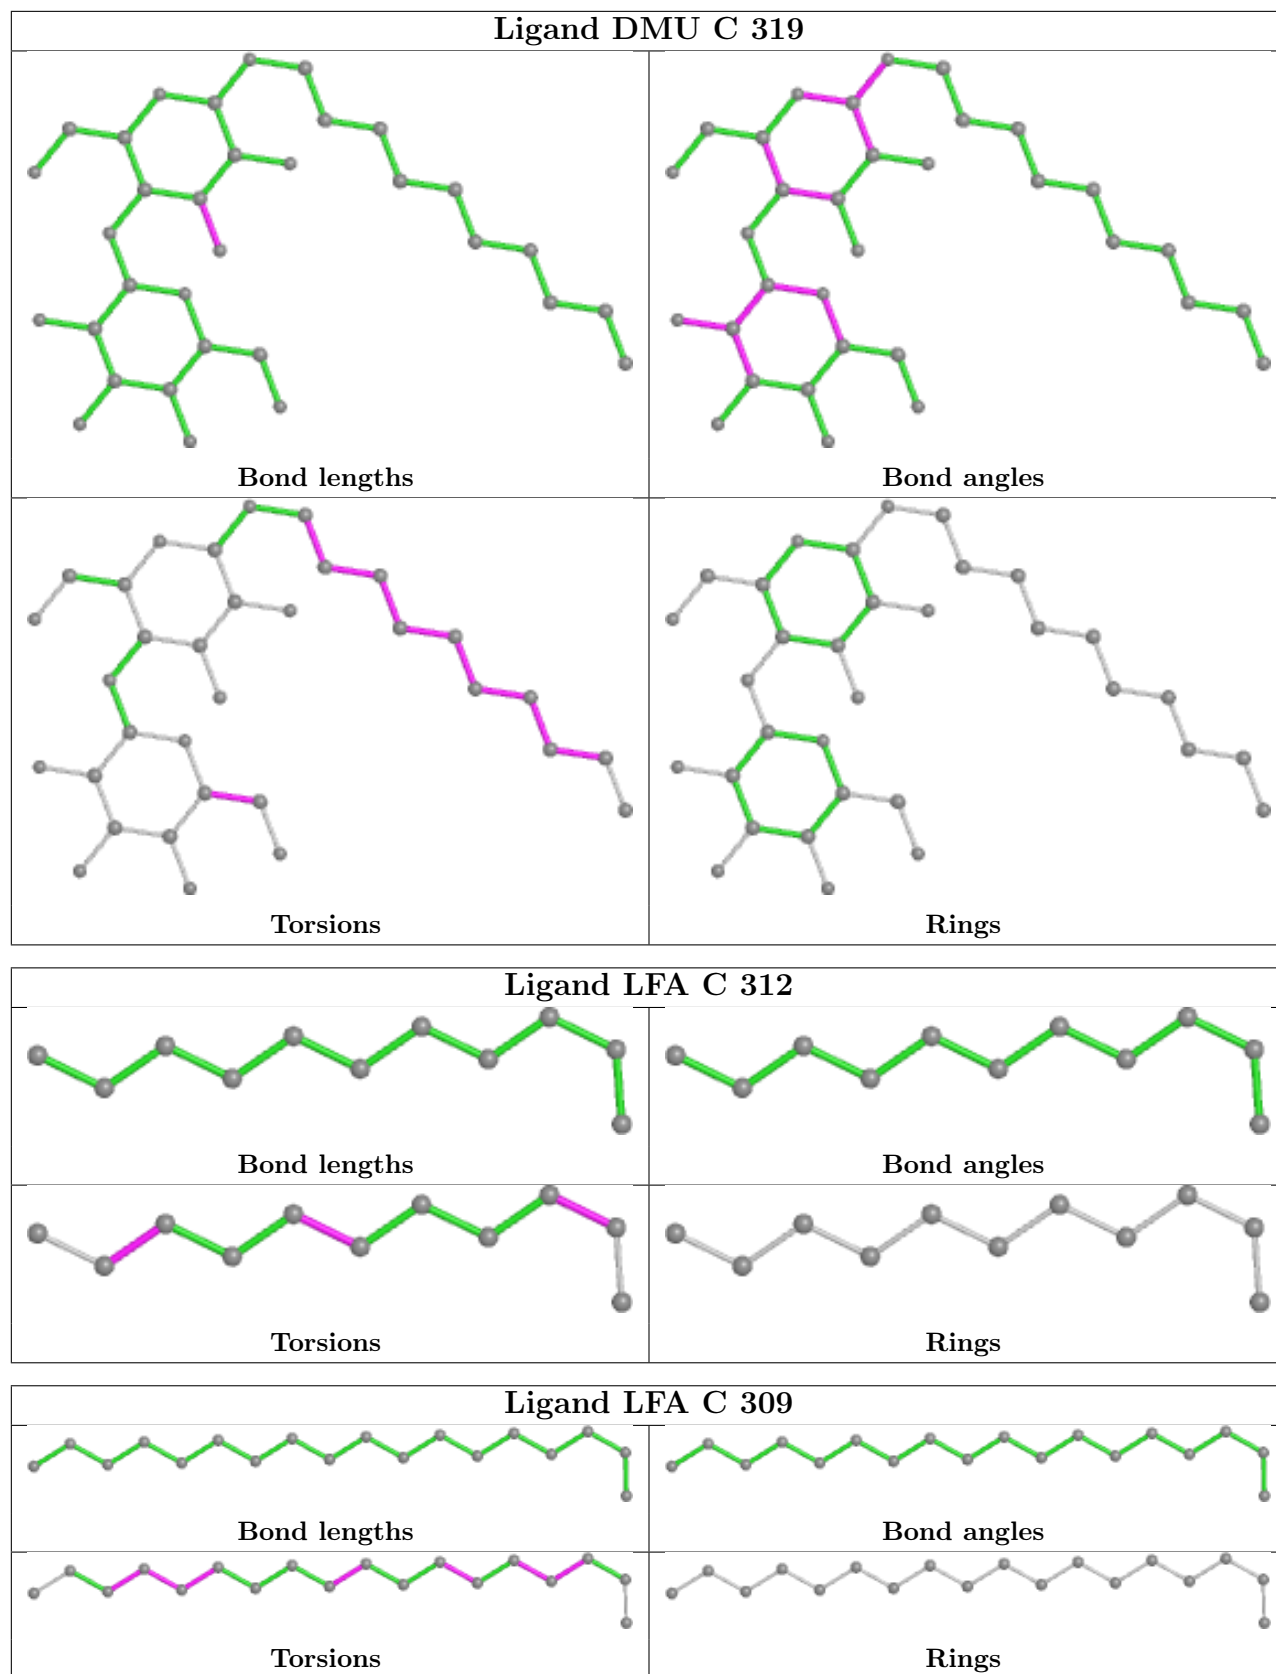 Ligand DMU C 319
Bond lengths
Bond angles
Torsions
Rings
Ligand LFA C 312
Bond lengths
Bond angles
Torsions
Rings
Ligand LFA C 309
Bond lengths
Bond angles
Torsions
Rings